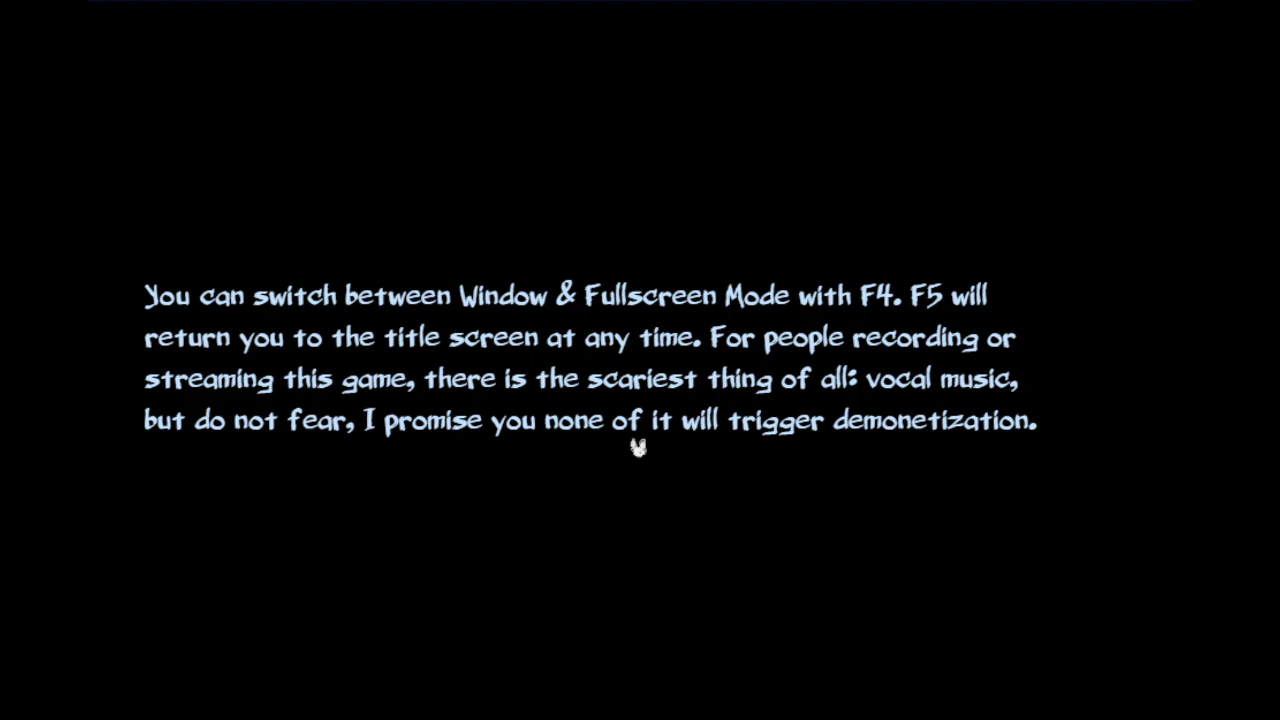 You can switch between Window & Fullscreen Mode with F4. F5 will
return you to the title screen at any time. For people recording or
streaming this game, there is the scariest thing of all: vocal music,
but do not fear, I promise you none of it will trigger demonetization.